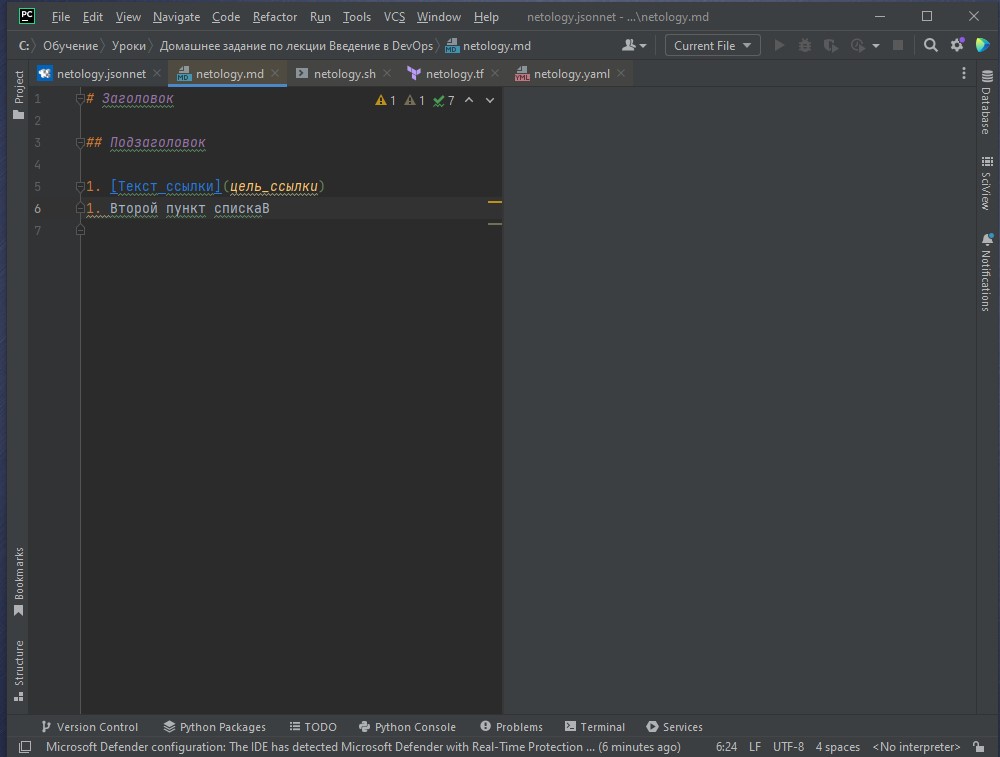 PC File Edit View Navigate Code Refactor Run Tools VCS Window Help netology.jsonnet - ...\netology.md
C: Обучение Уроки Домашнее задание по лекции Введение в DevOps MD netology.md Current File
netology.jsonnet MD netology.md netology.sh netology.tf YML netology.yaml
Project
Database
SciView
Notifications
1 # Заголовок 1 1 7
2
3 ## Подзаголовок
4
5 1. [Текст_ссылки](цель_ссылки)
6 1. Второй пункт спискаВ
7
Bookmarks
Structure
Version Control Python Packages TODO Python Console Problems Terminal Services
Microsoft Defender configuration: The IDE has detected Microsoft Defender with Real-Time Protection ... (6 minutes ago) 6:24 LF UTF-8 4 spaces <No interpreter>